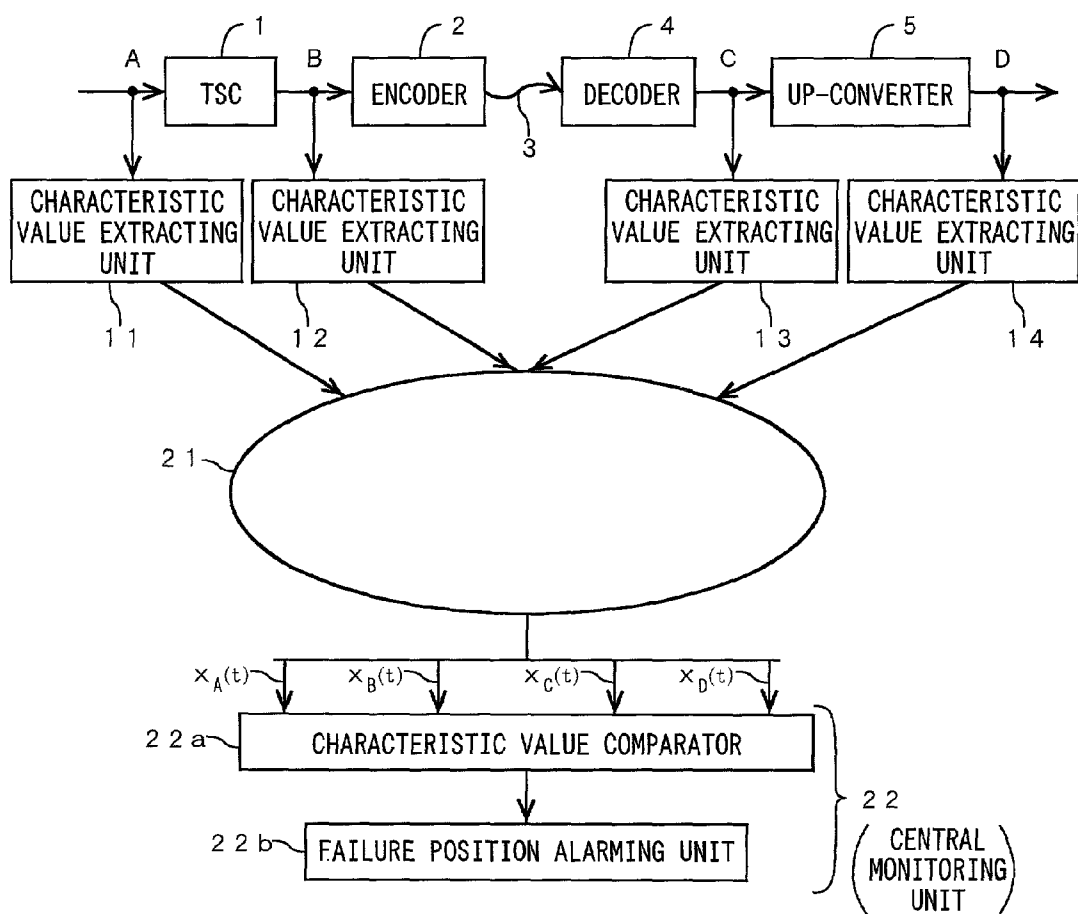 1
2
4
5
A
B
C
D
TSC
ENCODER
DECODER
UP-CONVERTER
3
CHARACTERISTIC
VALUE EXTRACTING
UNIT
CHARACTERISTIC
VALUE EXTRACTING
UNIT
CHARACTERISTIC
VALUE EXTRACTING
UNIT
CHARACTERISTIC
VALUE EXTRACTING
UNIT
11
12
13
14
21
xA(t)
xB(t)
xC(t)
xD(t)
22a
CHARACTERISTIC VALUE COMPARATOR
22b
FAILURE POSITION ALARMING UNIT
22
(CENTRAL
MONITORING
UNIT)